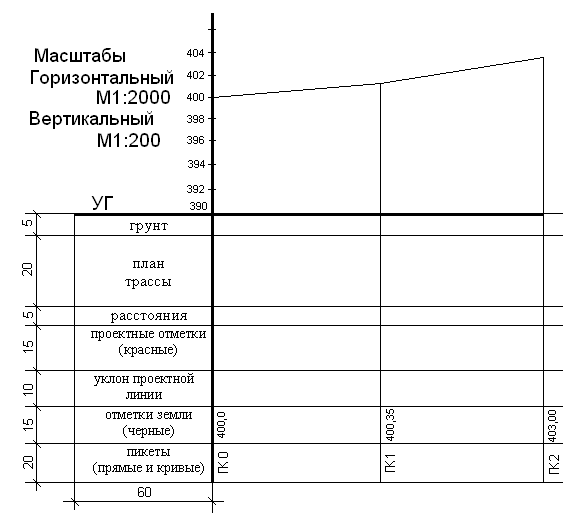 Масштабы
Горизонтальный
М1:2000
Вертикальный
М1:200
404
402
400
398
396
394
392
390
УГ
5
грунт
20
план
трассы
5
расстояния
15
проектные отметки
(красные)
10
уклон проектной
линии
15
отметки земли
(черные)
400,0
400,35
403,00
20
пикеты
(прямые и кривые)
ПК0
ПК1
ПК2
60